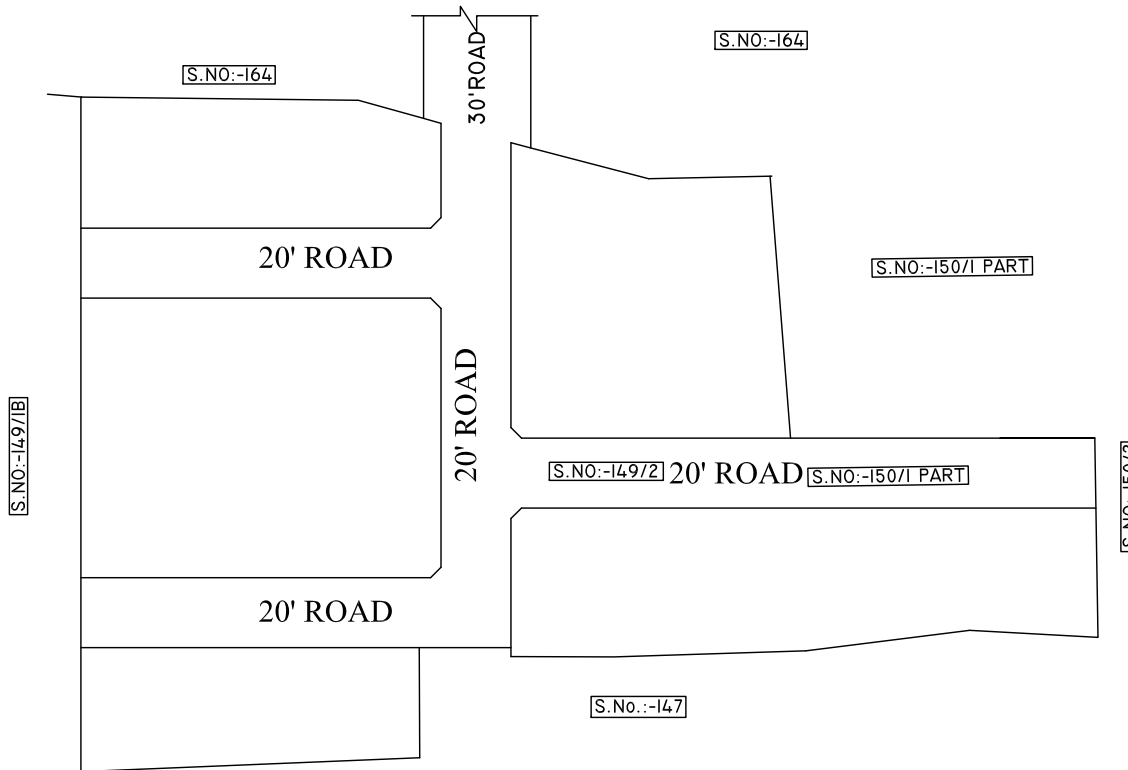 S.NO:-164
30'ROAD
S.NO:-164
20' ROAD
S.NO:-150/1 PART
S.NO:-149/1B
20' ROAD
S.NO:-149/2
20' ROAD
S.NO:-150/1 PART
20' ROAD
S.No.:-147